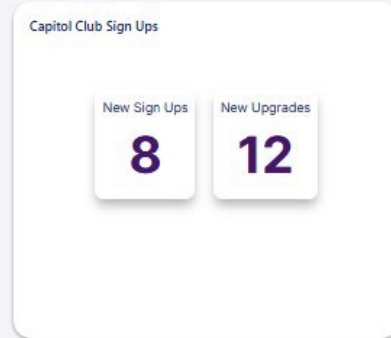 Capitol Club Sign Ups
New Sign Ups
8
New Upgrades
12